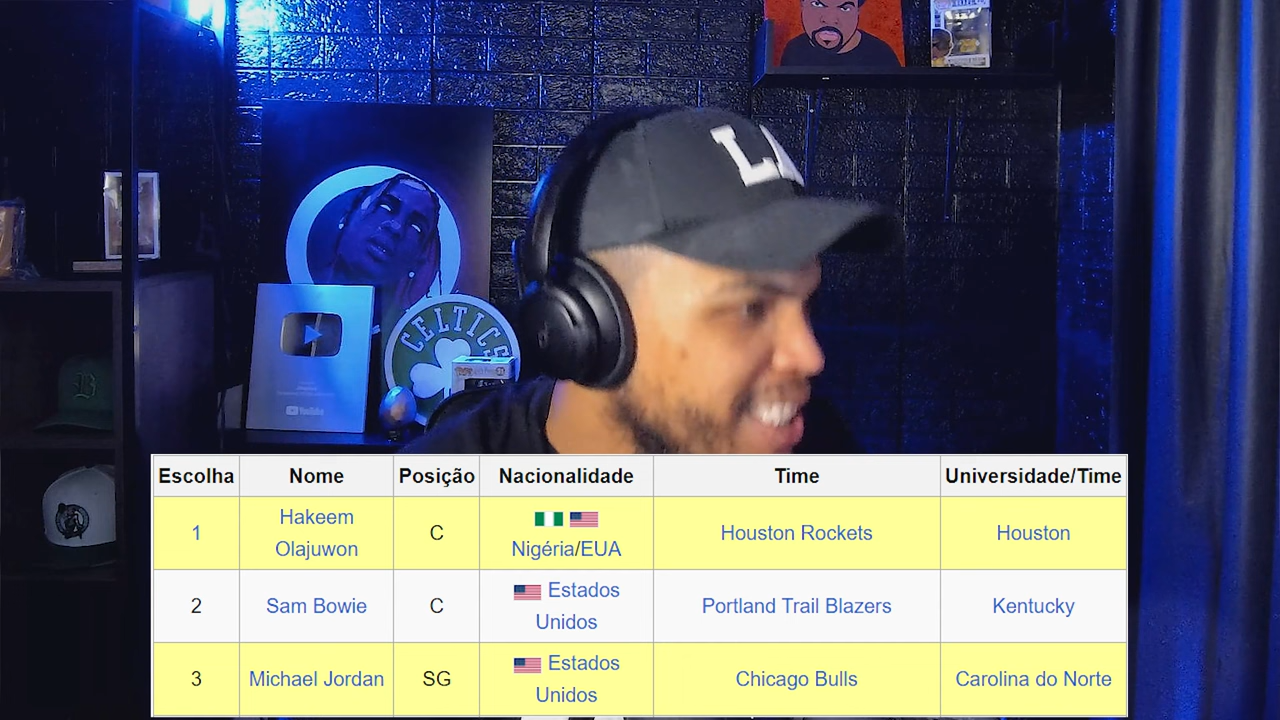 LA
CELTICS
YouTube
B
Escolha Nome Posição Nacionalidade Time Universidade/Time
1 Hakeem Olajuwon C Nigéria/EUA Houston Rockets Houston
2 Sam Bowie C Estados Unidos Portland Trail Blazers Kentucky
3 Michael Jordan SG Estados Unidos Chicago Bulls Carolina do Norte